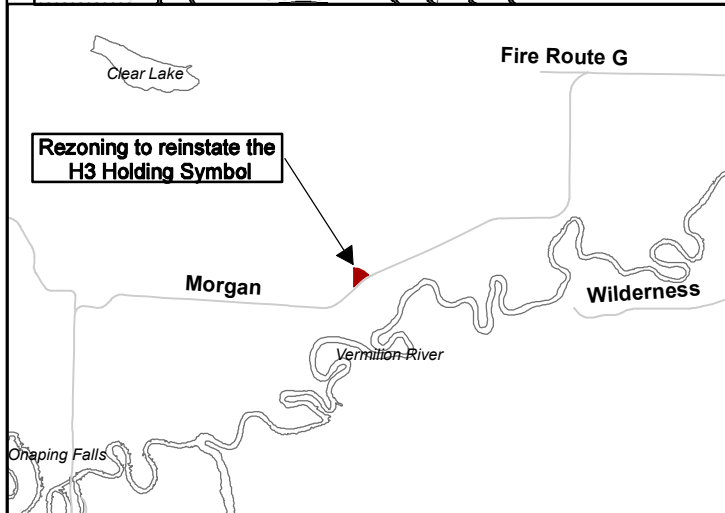 Clear Lake
Fire Route G
Rezoning to reinstate the
H3 Holding Symbol
Morgan
Wilderness
Vermilion River
Onaping Falls